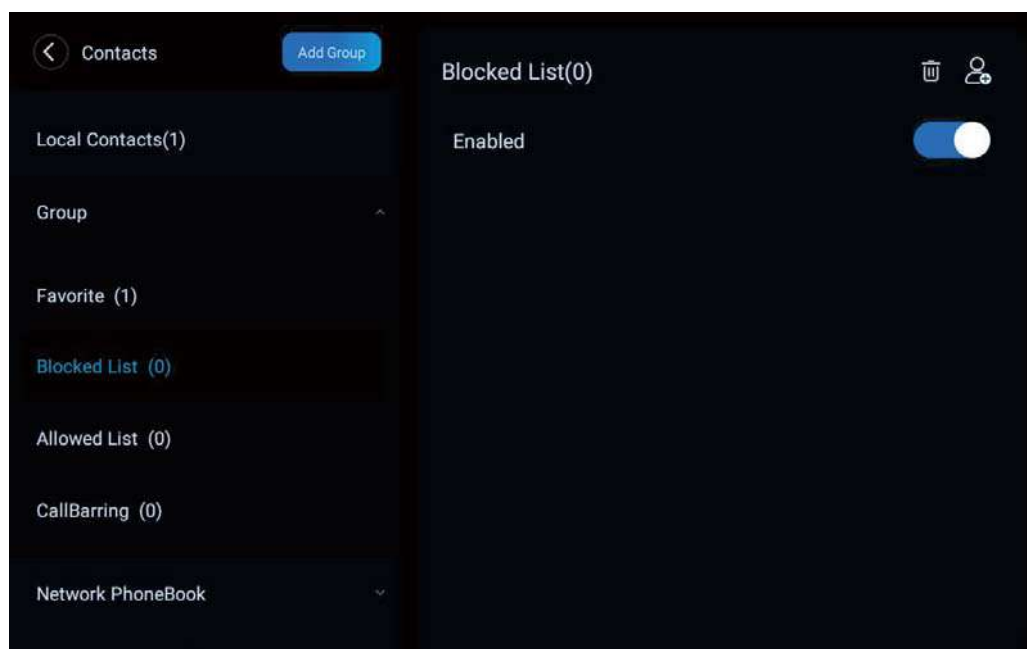 Contacts
Add Group
Local Contacts(1)
Group
Favorite (1)
Blocked List (0)
Allowed List (0)
CallBarring (0)
Network PhoneBook
Blocked List(0)
Enabled